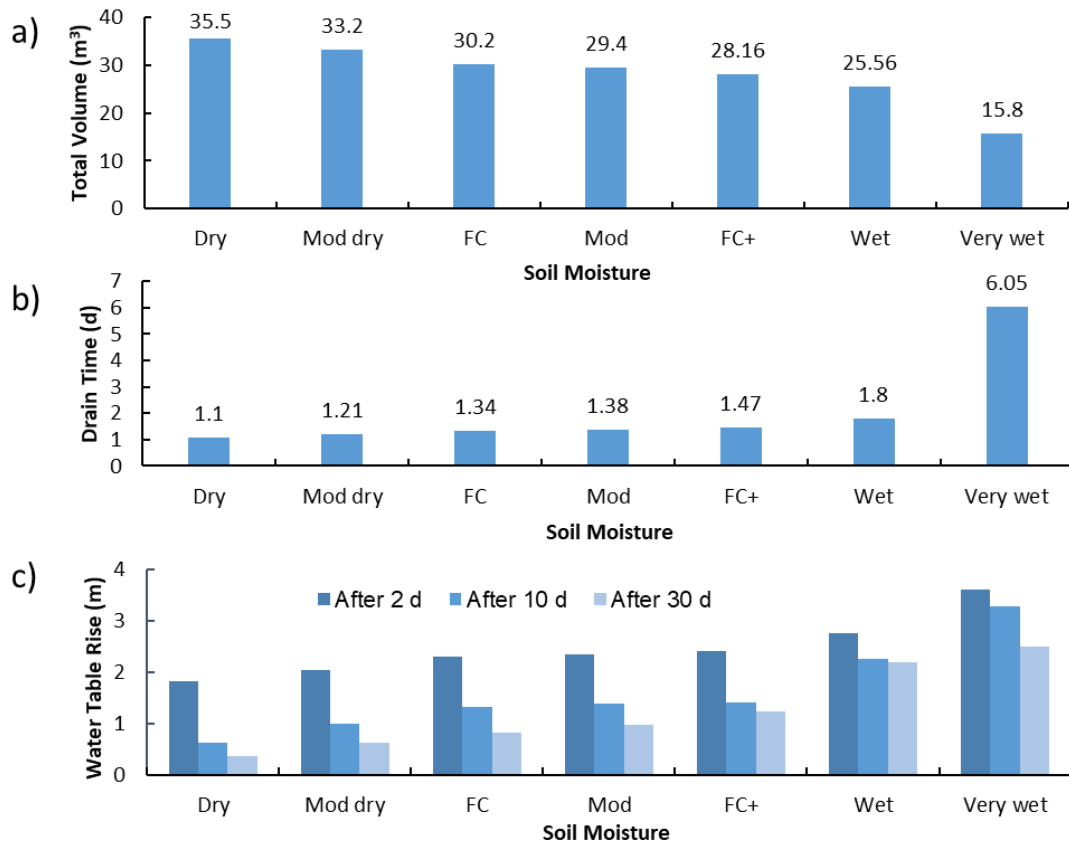 a)
Total Volume (m³)
40
30
20
10
0
35.5
33.2
30.2
29.4
28.16
25.56
15.8
Dry
Mod dry
FC
Mod
FC+
Wet
Very wet
Soil Moisture
b)
Drain Time (d)
7
6
5
4
3
2
1
0
1.1
1.21
1.34
1.38
1.47
1.8
6.05
Dry
Mod dry
FC
Mod
FC+
Wet
Very wet
Soil Moisture
c)
Water Table Rise (m)
4
3
2
1
0
After 2 d
After 10 d
After 30 d
Dry
Mod dry
FC
Mod
FC+
Wet
Very wet
Soil Moisture